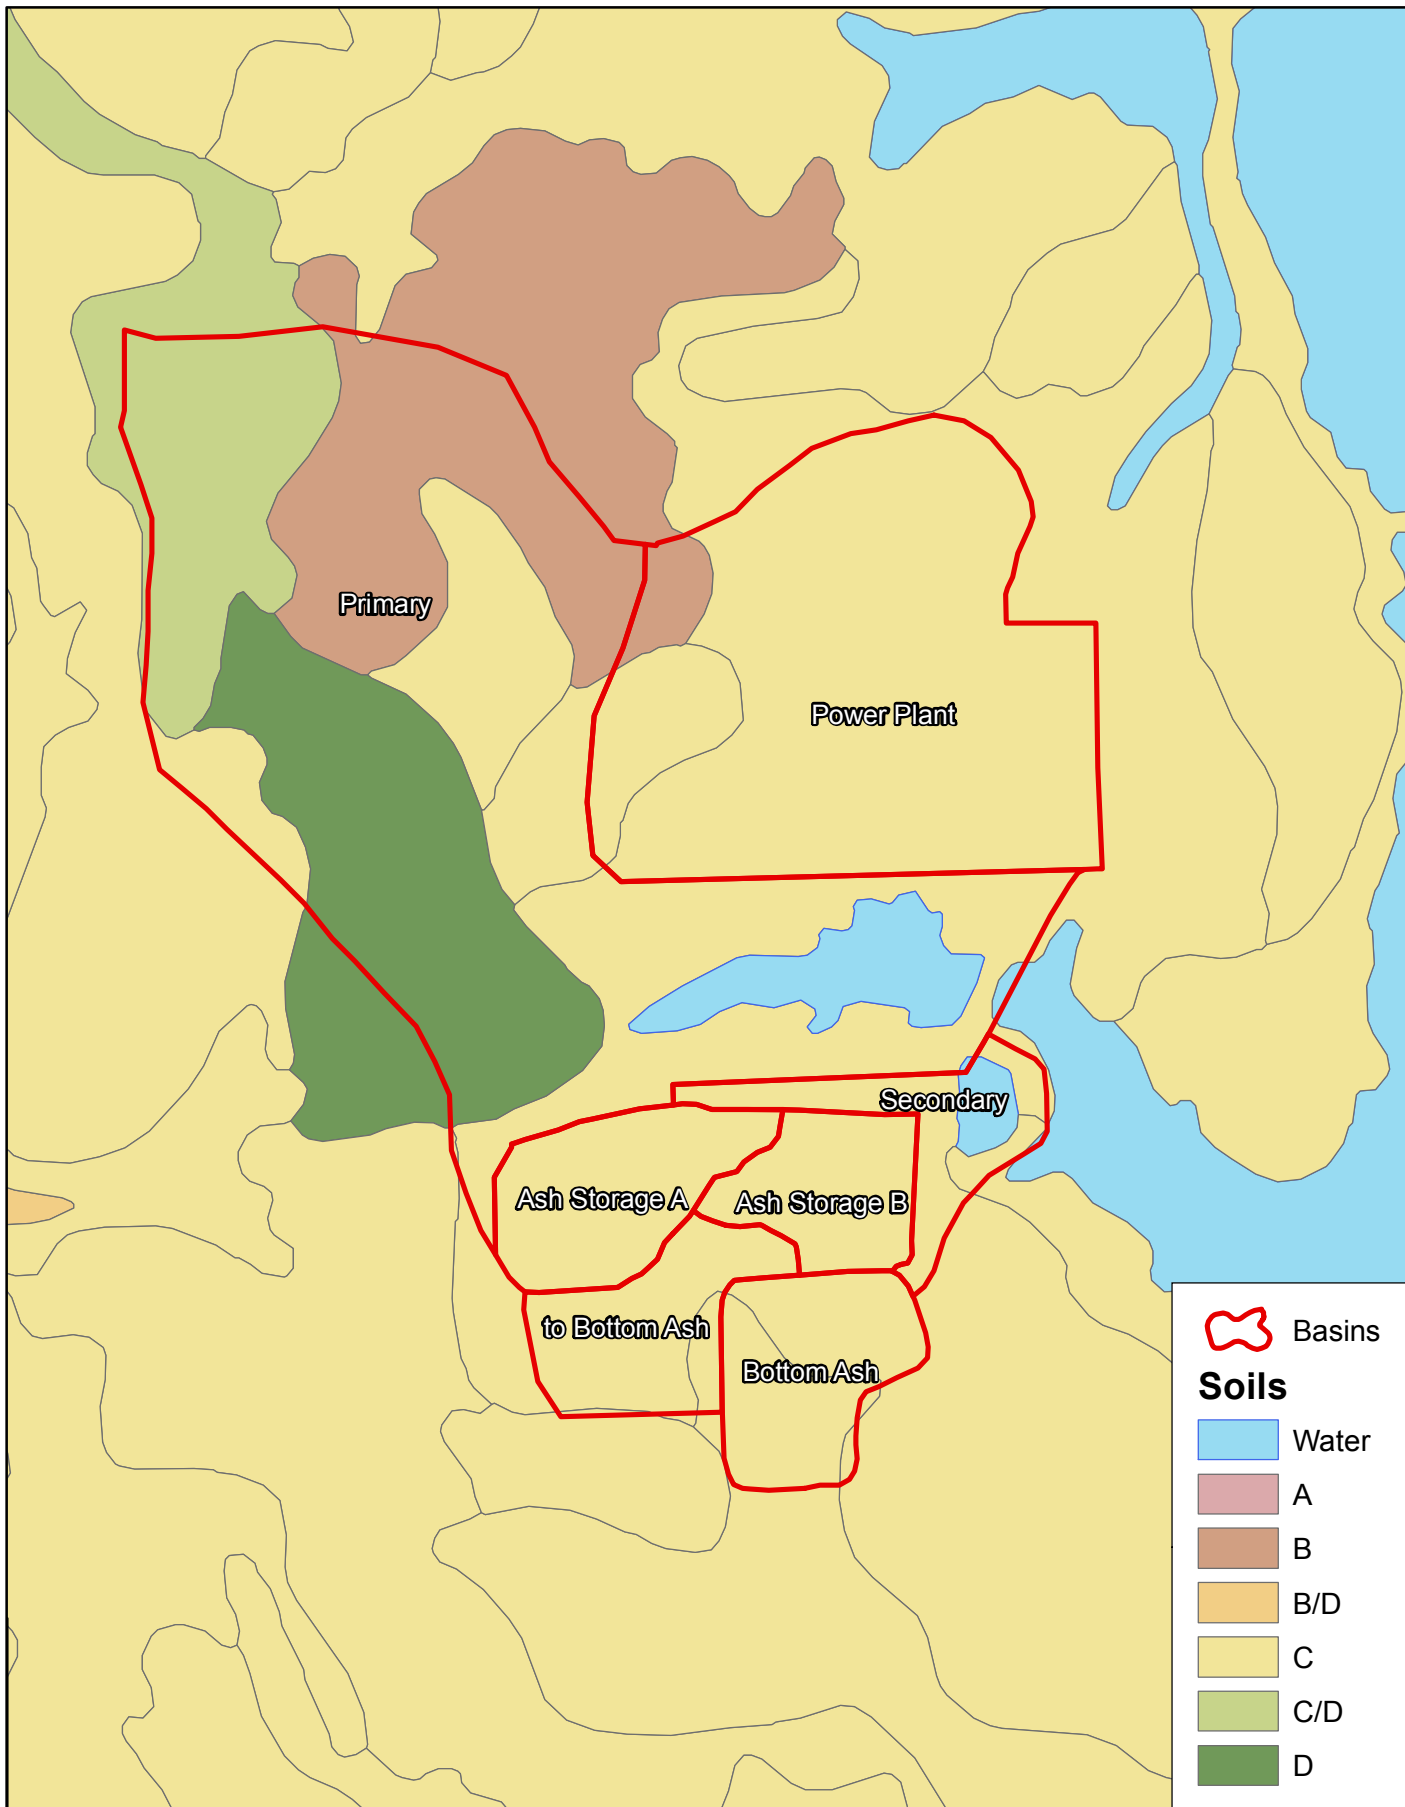 Primary
Power Plant
Secondary
Ash Storage A
Ash Storage B
to Bottom Ash
Bottom Ash
Basins
Soils
Water
A
B
B/D
C
C/D
D